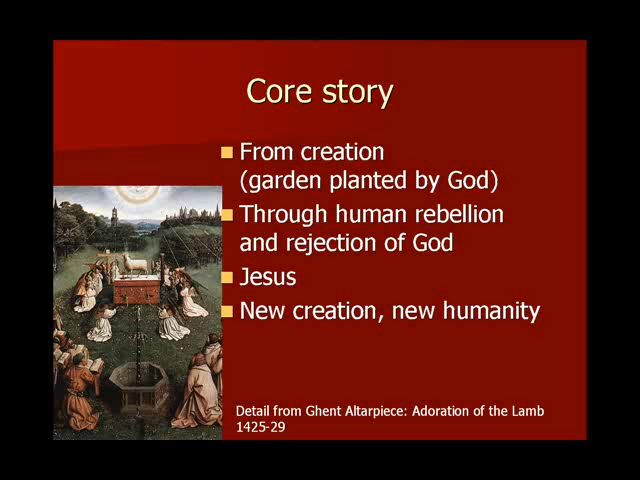 Core story
From creation
(garden planted by God)
Through human rebellion
and rejection of God
Jesus
New creation, new humanity
Detail from Ghent Altarpiece: Adoration of the Lamb
1425-29